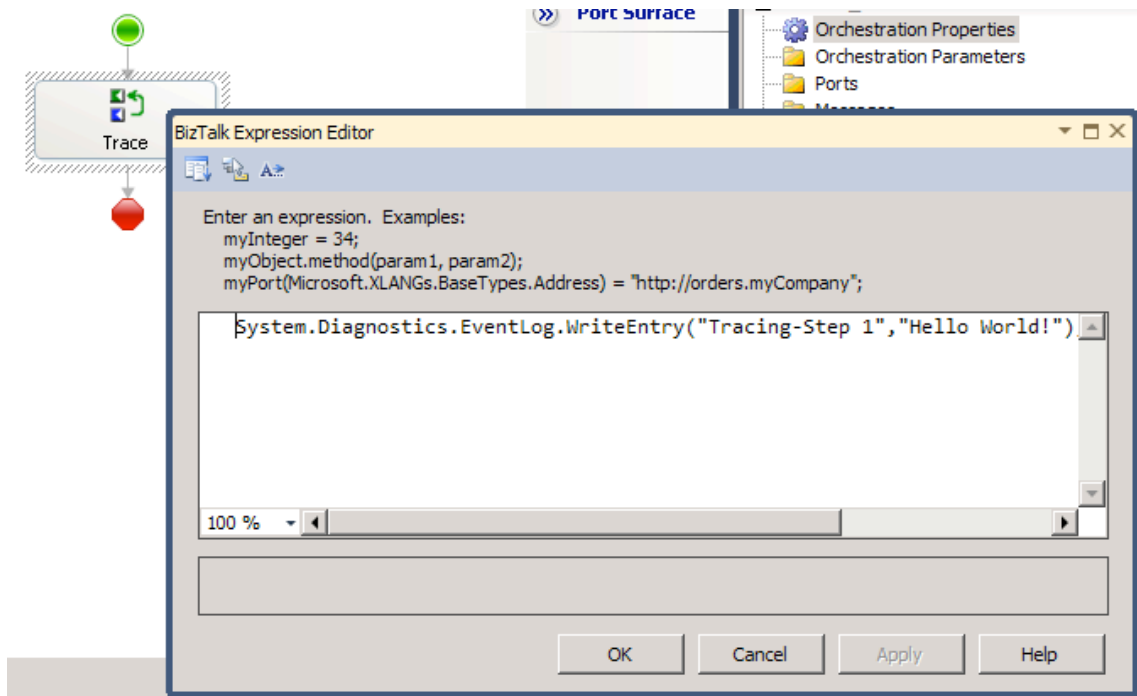 Port Surface
Orchestration Properties
Orchestration Parameters
Ports
Messages
Trace
BizTalk Expression Editor
Enter an expression. Examples:
myInteger = 34;
myObject.method(param1, param2);
myPort(Microsoft.XLANGs.BaseTypes.Address) = "http://orders.myCompany";
System.Diagnostics.EventLog.WriteEntry("Tracing-Step 1","Hello World!")
100 %
OK
Cancel
Apply
Help